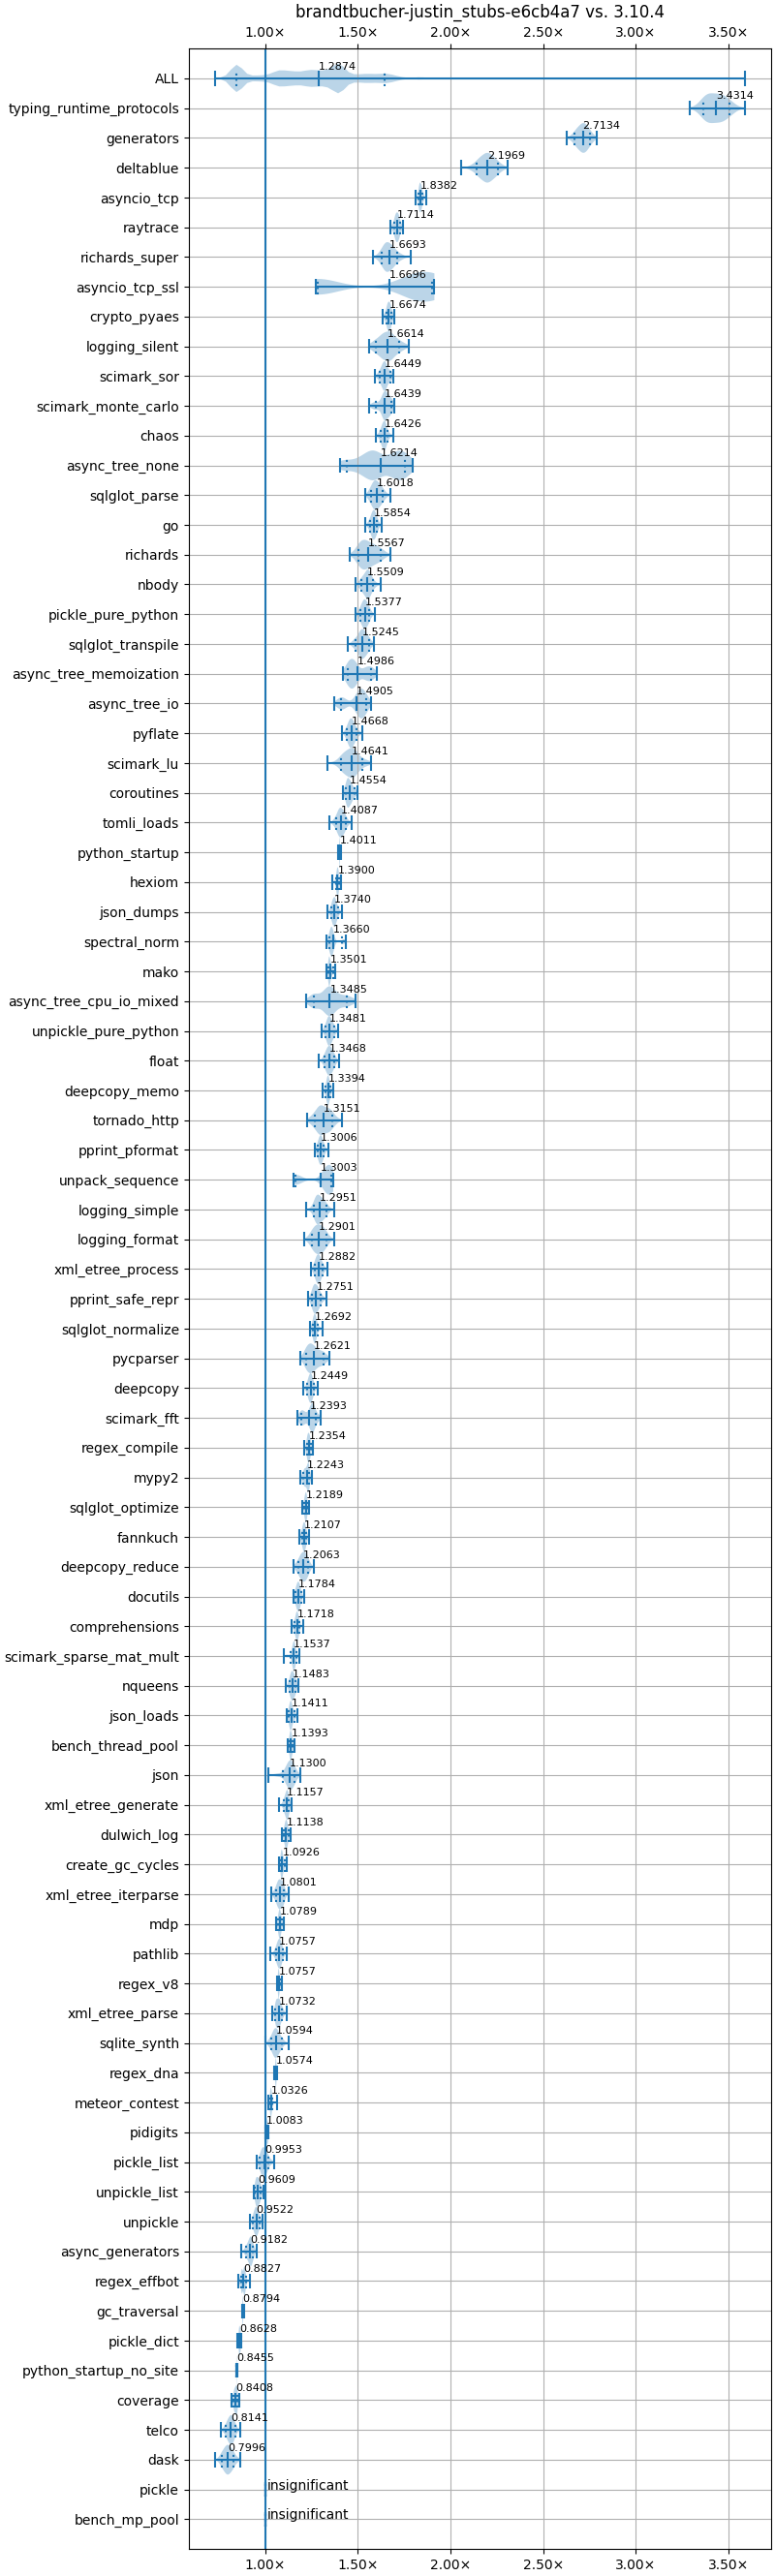 brandtbucher-justin_stubs-e6cb4a7 vs. 3.10.4
1.00× 1.50× 2.00× 2.50× 3.00× 3.50×
ALL 1.2874
typing_runtime_protocols 3.4314
generators 2.7134
deltablue 2.1969
asyncio_tcp 1.8382
raytrace 1.7114
richards_super 1.6693
asyncio_tcp_ssl 1.6696
crypto_pyaes 1.6674
logging_silent 1.6614
scimark_sor 1.6449
scimark_monte_carlo 1.6439
chaos 1.6426
async_tree_none 1.6214
sqlglot_parse 1.6018
go 1.5854
richards 1.5567
nbody 1.5509
pickle_pure_python 1.5377
sqlglot_transpile 1.5245
async_tree_memoization 1.4986
async_tree_io 1.4905
pyflate 1.4668
scimark_lu 1.4641
coroutines 1.4554
tomli_loads 1.4087
python_startup 1.4011
hexiom 1.3900
json_dumps 1.3740
spectral_norm 1.3660
mako 1.3501
async_tree_cpu_io_mixed 1.3485
unpickle_pure_python 1.3481
float 1.3468
deepcopy_memo 1.3394
tornado_http 1.3151
pprint_pformat 1.3006
unpack_sequence 1.3003
logging_simple 1.2951
logging_format 1.2901
xml_etree_process 1.2882
pprint_safe_repr 1.2751
sqlglot_normalize 1.2692
pycparser 1.2621
deepcopy 1.2449
scimark_fft 1.2393
regex_compile 1.2354
mypy2 1.2243
sqlglot_optimize 1.2189
fannkuch 1.2107
deepcopy_reduce 1.2063
docutils 1.1784
comprehensions 1.1718
scimark_sparse_mat_mult 1.1537
nqueens 1.1483
json_loads 1.1411
bench_thread_pool 1.1393
json 1.1300
xml_etree_generate 1.1157
dulwich_log 1.1138
create_gc_cycles 1.0926
xml_etree_iterparse 1.0801
mdp 1.0789
pathlib 1.0757
regex_v8 1.0757
xml_etree_parse 1.0732
sqlite_synth 1.0594
regex_dna 1.0574
meteor_contest 1.0326
pidigits 1.0083
pickle_list 0.9953
unpickle_list 0.9609
unpickle 0.9522
async_generators 0.9182
regex_effbot 0.8827
gc_traversal 0.8794
pickle_dict 0.8628
python_startup_no_site 0.8455
coverage 0.8408
telco 0.8141
dask 0.7996
pickle insignificant
bench_mp_pool insignificant
1.00× 1.50× 2.00× 2.50× 3.00× 3.50×